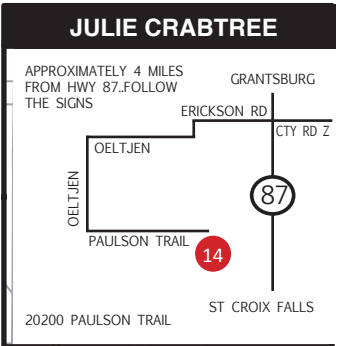 JULIE CRABTREE
APPROXIMATELY 4 MILES
FROM HWY 87..FOLLOW
THE SIGNS
GRANTSBURG
ERICKSON RD
CTY RD Z
OELTJEN
OELTJEN
87
PAULSON TRAIL
14
ST CROIX FALLS
20200 PAULSON TRAIL